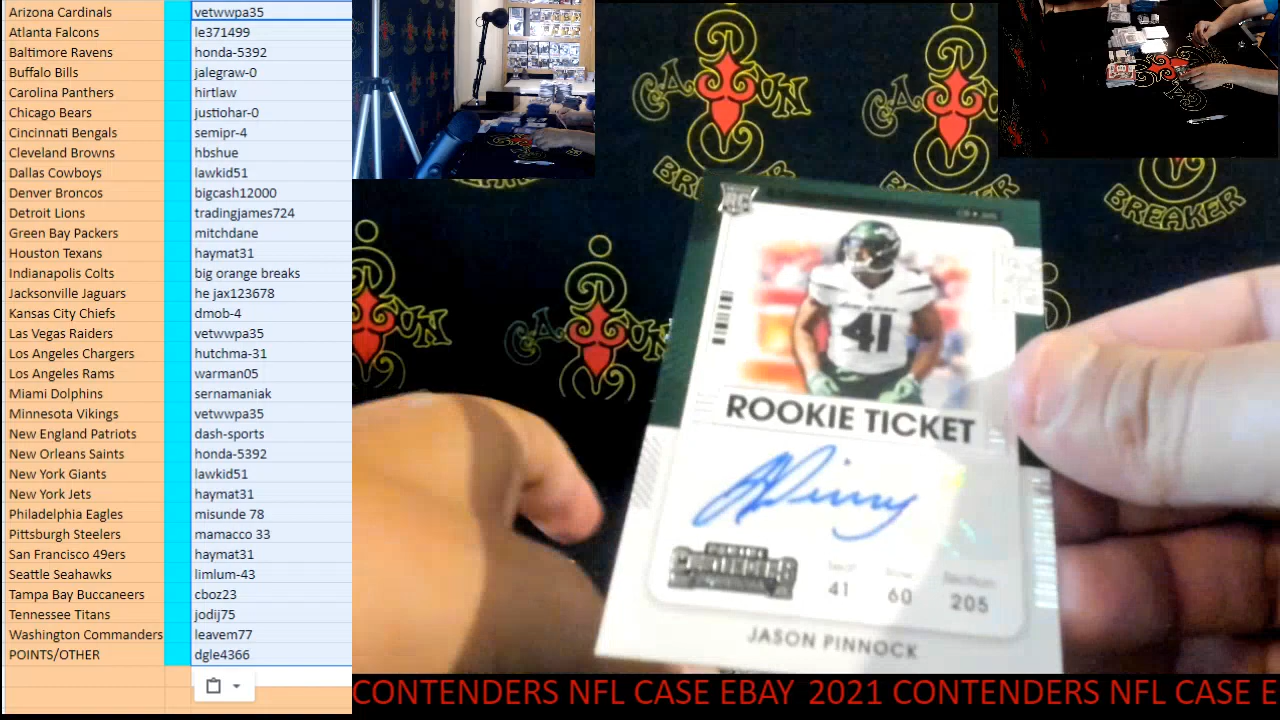 Arizona Cardinals vetwwpa35
Atlanta Falcons le371499
Baltimore Ravens honda-5392
Buffalo Bills jalegraw-0
Carolina Panthers hirtlaw
Chicago Bears justiohar-0
Cincinnati Bengals semipr-4
Cleveland Browns hbshue
Dallas Cowboys lawkid51
Denver Broncos bigcash12000
Detroit Lions tradingjames724
Green Bay Packers mitchdane
Houston Texans haymat31
Indianapolis Colts big orange breaks
Jacksonville Jaguars he jax123678
Kansas City Chiefs dmob-4
Las Vegas Raiders vetwwpa35
Los Angeles Chargers hutchma-31
Los Angeles Rams warman05
Miami Dolphins sernamaniak
Minnesota Vikings vetwwpa35
New England Patriots dash-sports
New Orleans Saints honda-5392
New York Giants lawkid51
New York Jets haymat31
Philadelphia Eagles misunde 78
Pittsburgh Steelers mamacco 33
San Francisco 49ers haymat31
Seattle Seahawks limlum-43
Tampa Bay Buccaneers cboz23
Tennessee Titans jodij75
Washington Commanders leavem77
POINTS/OTHER dgle4366
CAJUN
BREAKER
RC
41
ROOKIE TICKET
CONTENDERS
41 60 205
JASON PINNOCK
CONTENDERS NFL CASE EBAY 2021 CONTENDERS NFL CASE E